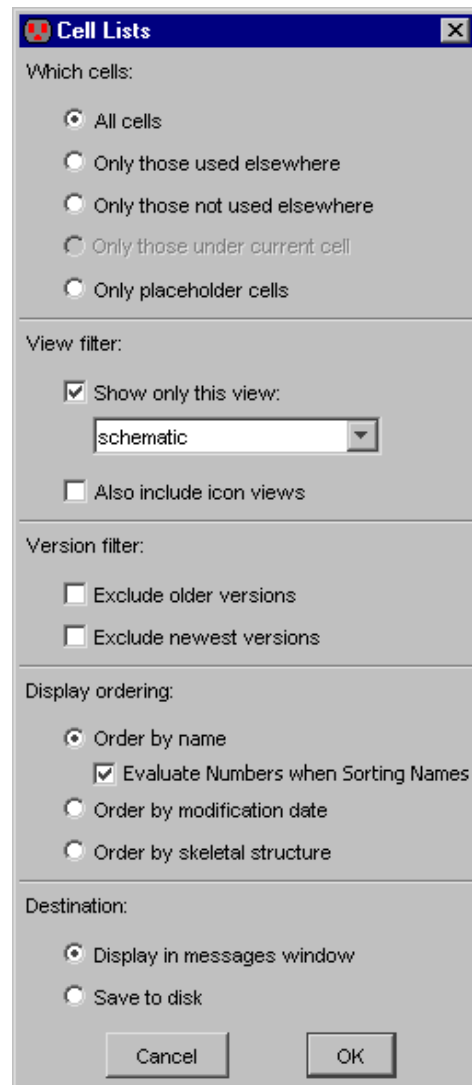 Cell Lists
Which cells:
All cells
Only those used elsewhere
Only those not used elsewhere
Only those under current cell
Only placeholder cells
View filter:
Show only this view:
schematic
Also include icon views
Version filter:
Exclude older versions
Exclude newest versions
Display ordering:
Order by name
Evaluate Numbers when Sorting Names
Order by modification date
Order by skeletal structure
Destination:
Display in messages window
Save to disk
Cancel OK